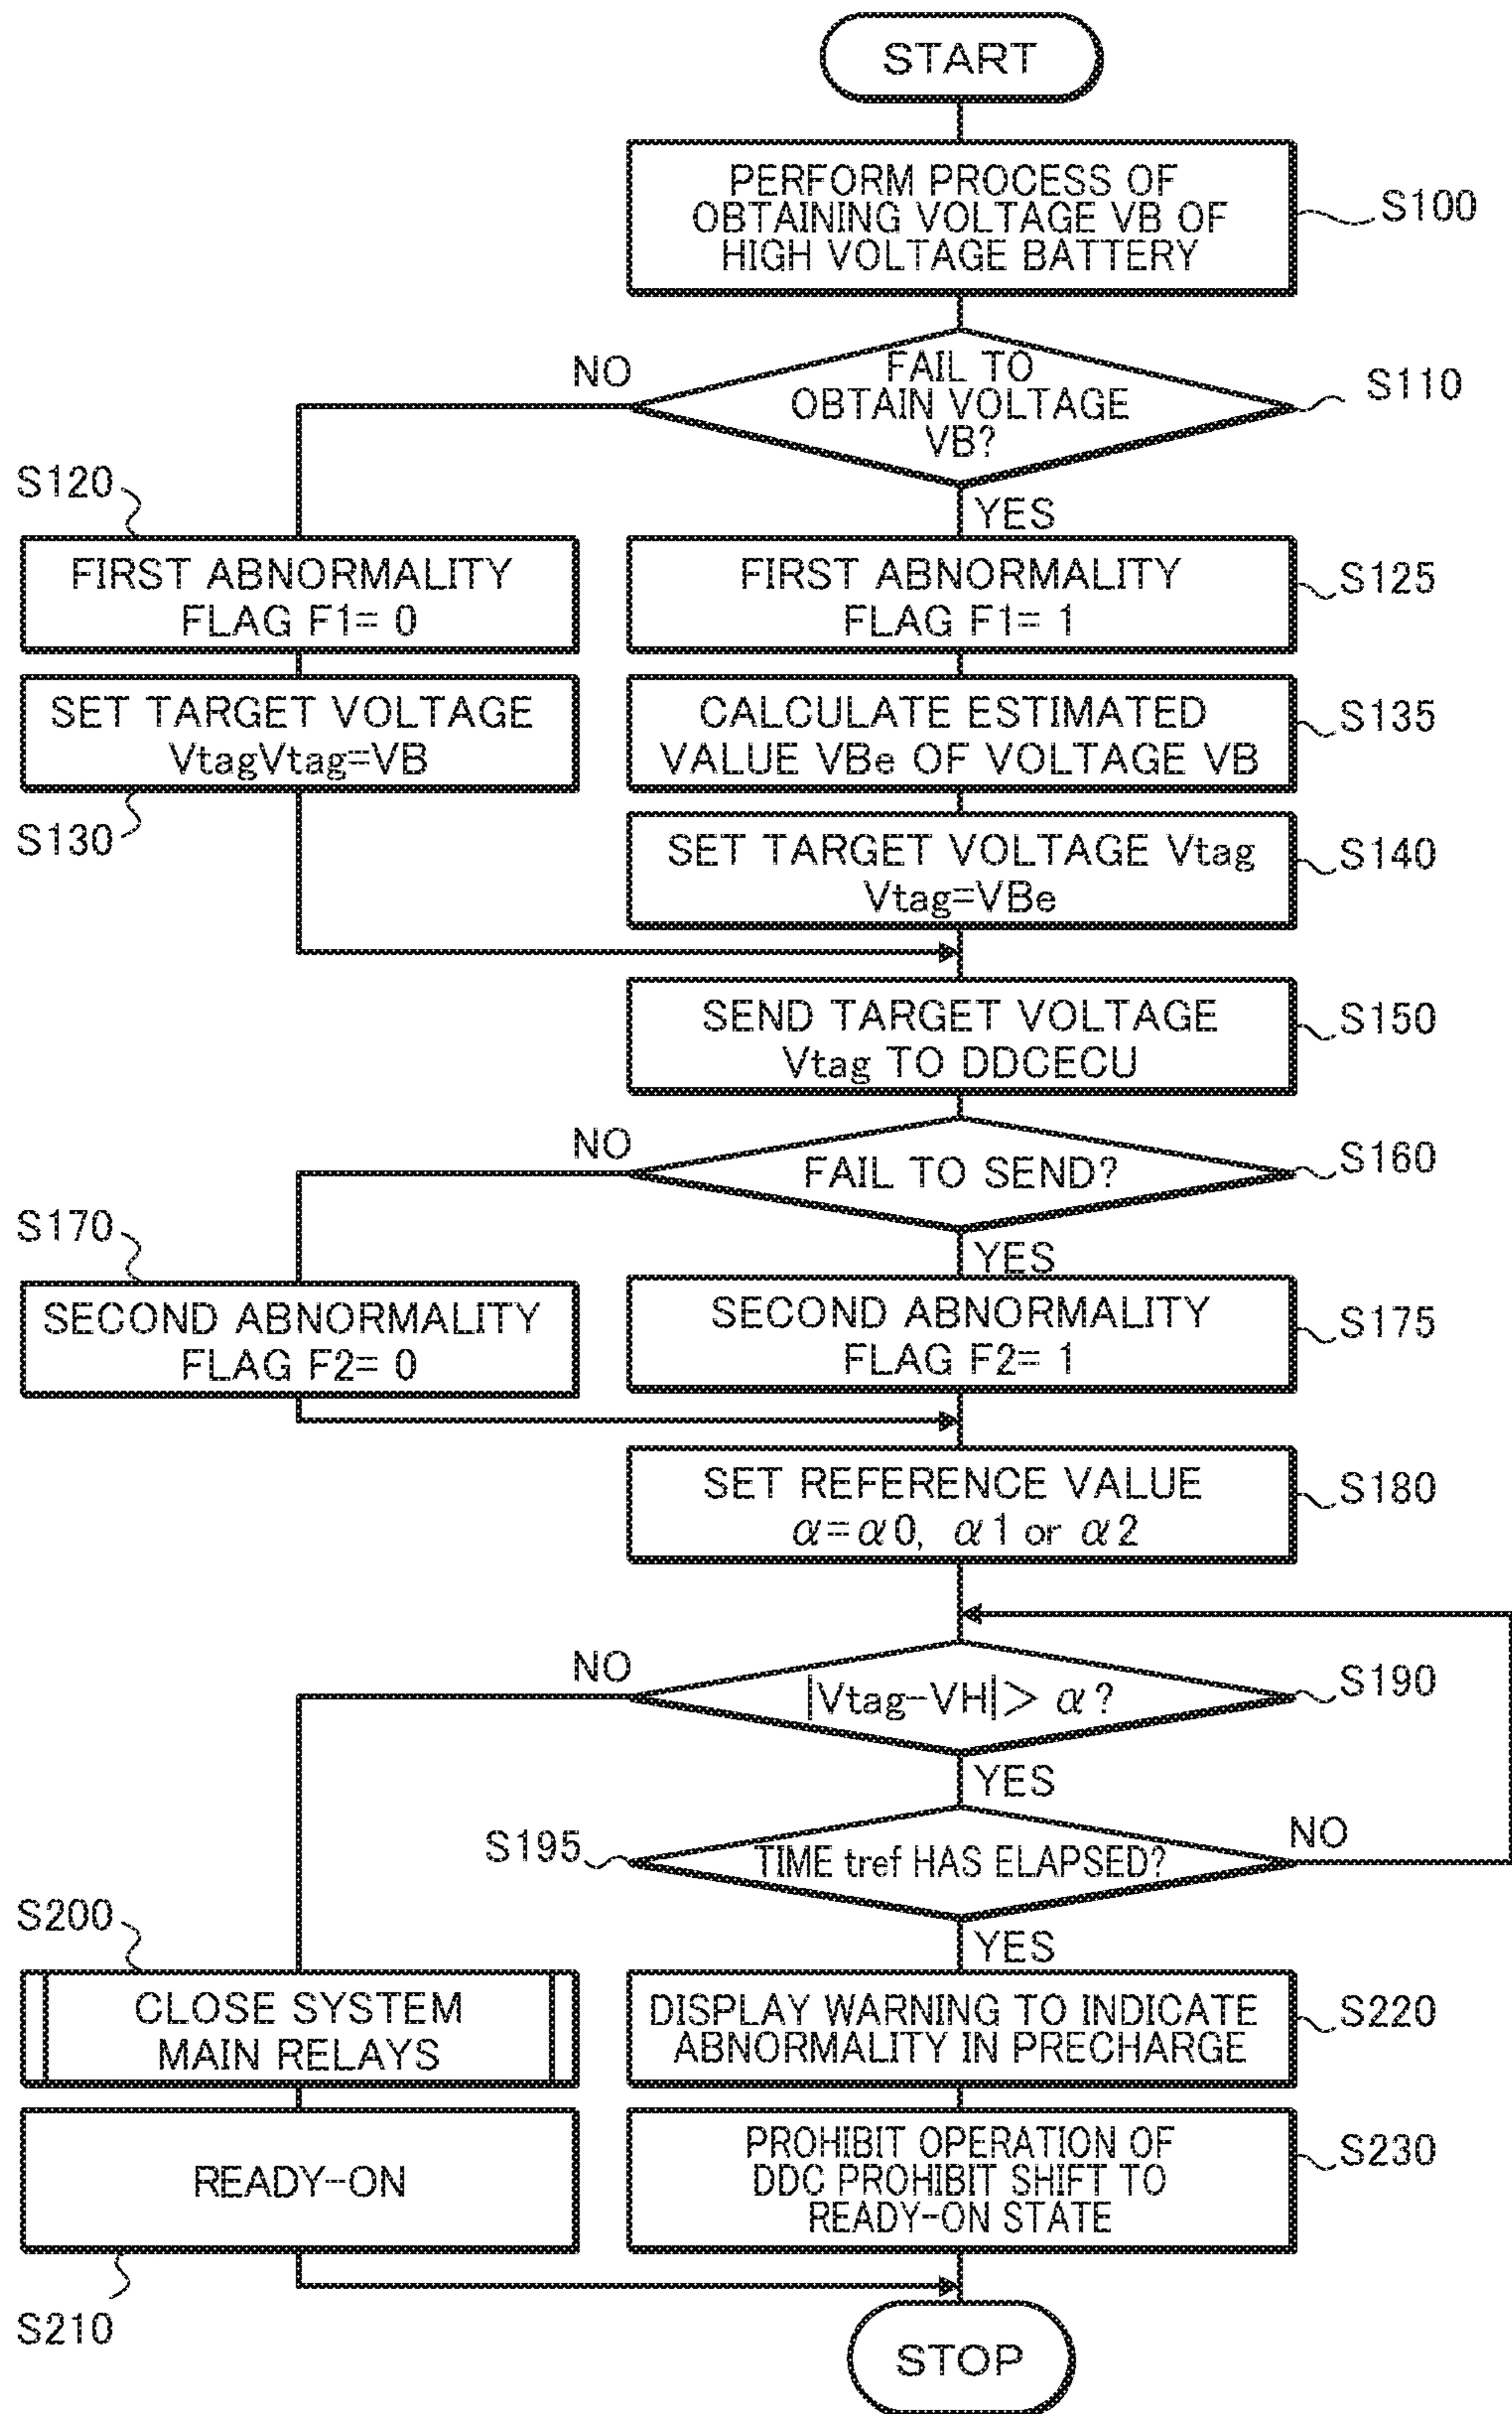 START
PERFORM PROCESS OF
OBTAINING VOLTAGE VB OF
HIGH VOLTAGE BATTERY
S100
FAIL TO
OBTAIN VOLTAGE
VB?
S110
NO
YES
S120
FIRST ABNORMALITY
FLAG F1= 0
FIRST ABNORMALITY
FLAG F1= 1
S125
SET TARGET VOLTAGE
VtagVtag=VB
S130
CALCULATE ESTIMATED
VALUE VBe OF VOLTAGE VB
S135
SET TARGET VOLTAGE Vtag
Vtag=VBe
S140
SEND TARGET VOLTAGE
Vtag TO DDCECU
S150
NO
FAIL TO SEND?
S160
YES
S170
SECOND ABNORMALITY
FLAG F2= 0
SECOND ABNORMALITY
FLAG F2= 1
S175
SET REFERENCE VALUE
α=α0, α1 or α2
S180
NO
|Vtag-VH|> α?
S190
YES
S195
TIME tref HAS ELAPSED?
NO
YES
S200
CLOSE SYSTEM
MAIN RELAYS
DISPLAY WARNING TO INDICATE
ABNORMALITY IN PRECHARGE
S220
READY-ON
S210
PROHIBIT OPERATION OF
DDC PROHIBIT SHIFT TO
READY-ON STATE
S230
STOP